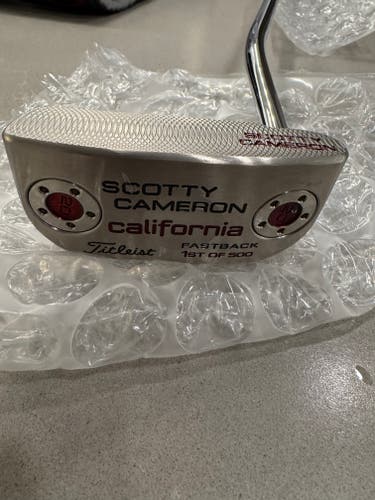 SCOTTY
CAMERON
SCOTTY
CAMERON
california
Titleist
FASTBACK
1ST OF 500